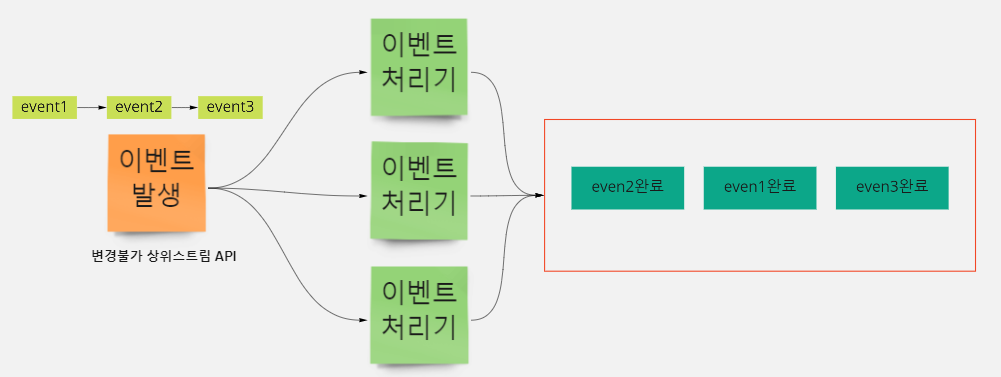 event1
event2
event3
이벤트
발생
변경불가 상위스트림 API
이벤트
처리기
이벤트
처리기
이벤트
처리기
even2완료
even1완료
even3완료